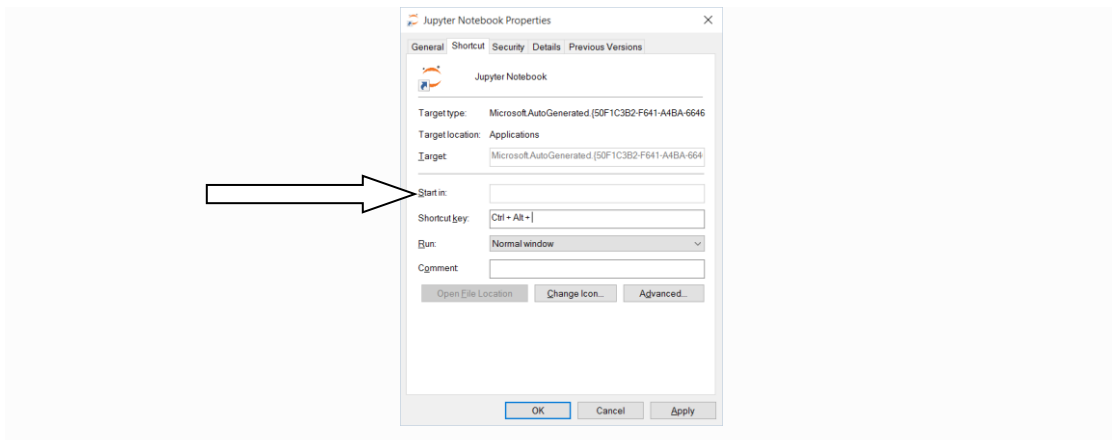 Jupyter Notebook Properties
General Shortcut Security Details Previous Versions
Jupyter Notebook
Target type: Microsoft.AutoGenerated.{50F1C3B2-F641-A4BA-6646
Target location: Applications
Target: Microsoft.AutoGenerated.{50F1C3B2-F641-A4BA-664
Start in:
Shortcut key: Ctrl + Alt +
Run: Normal window
Comment:
Open File Location Change Icon... Advanced...
OK Cancel Apply